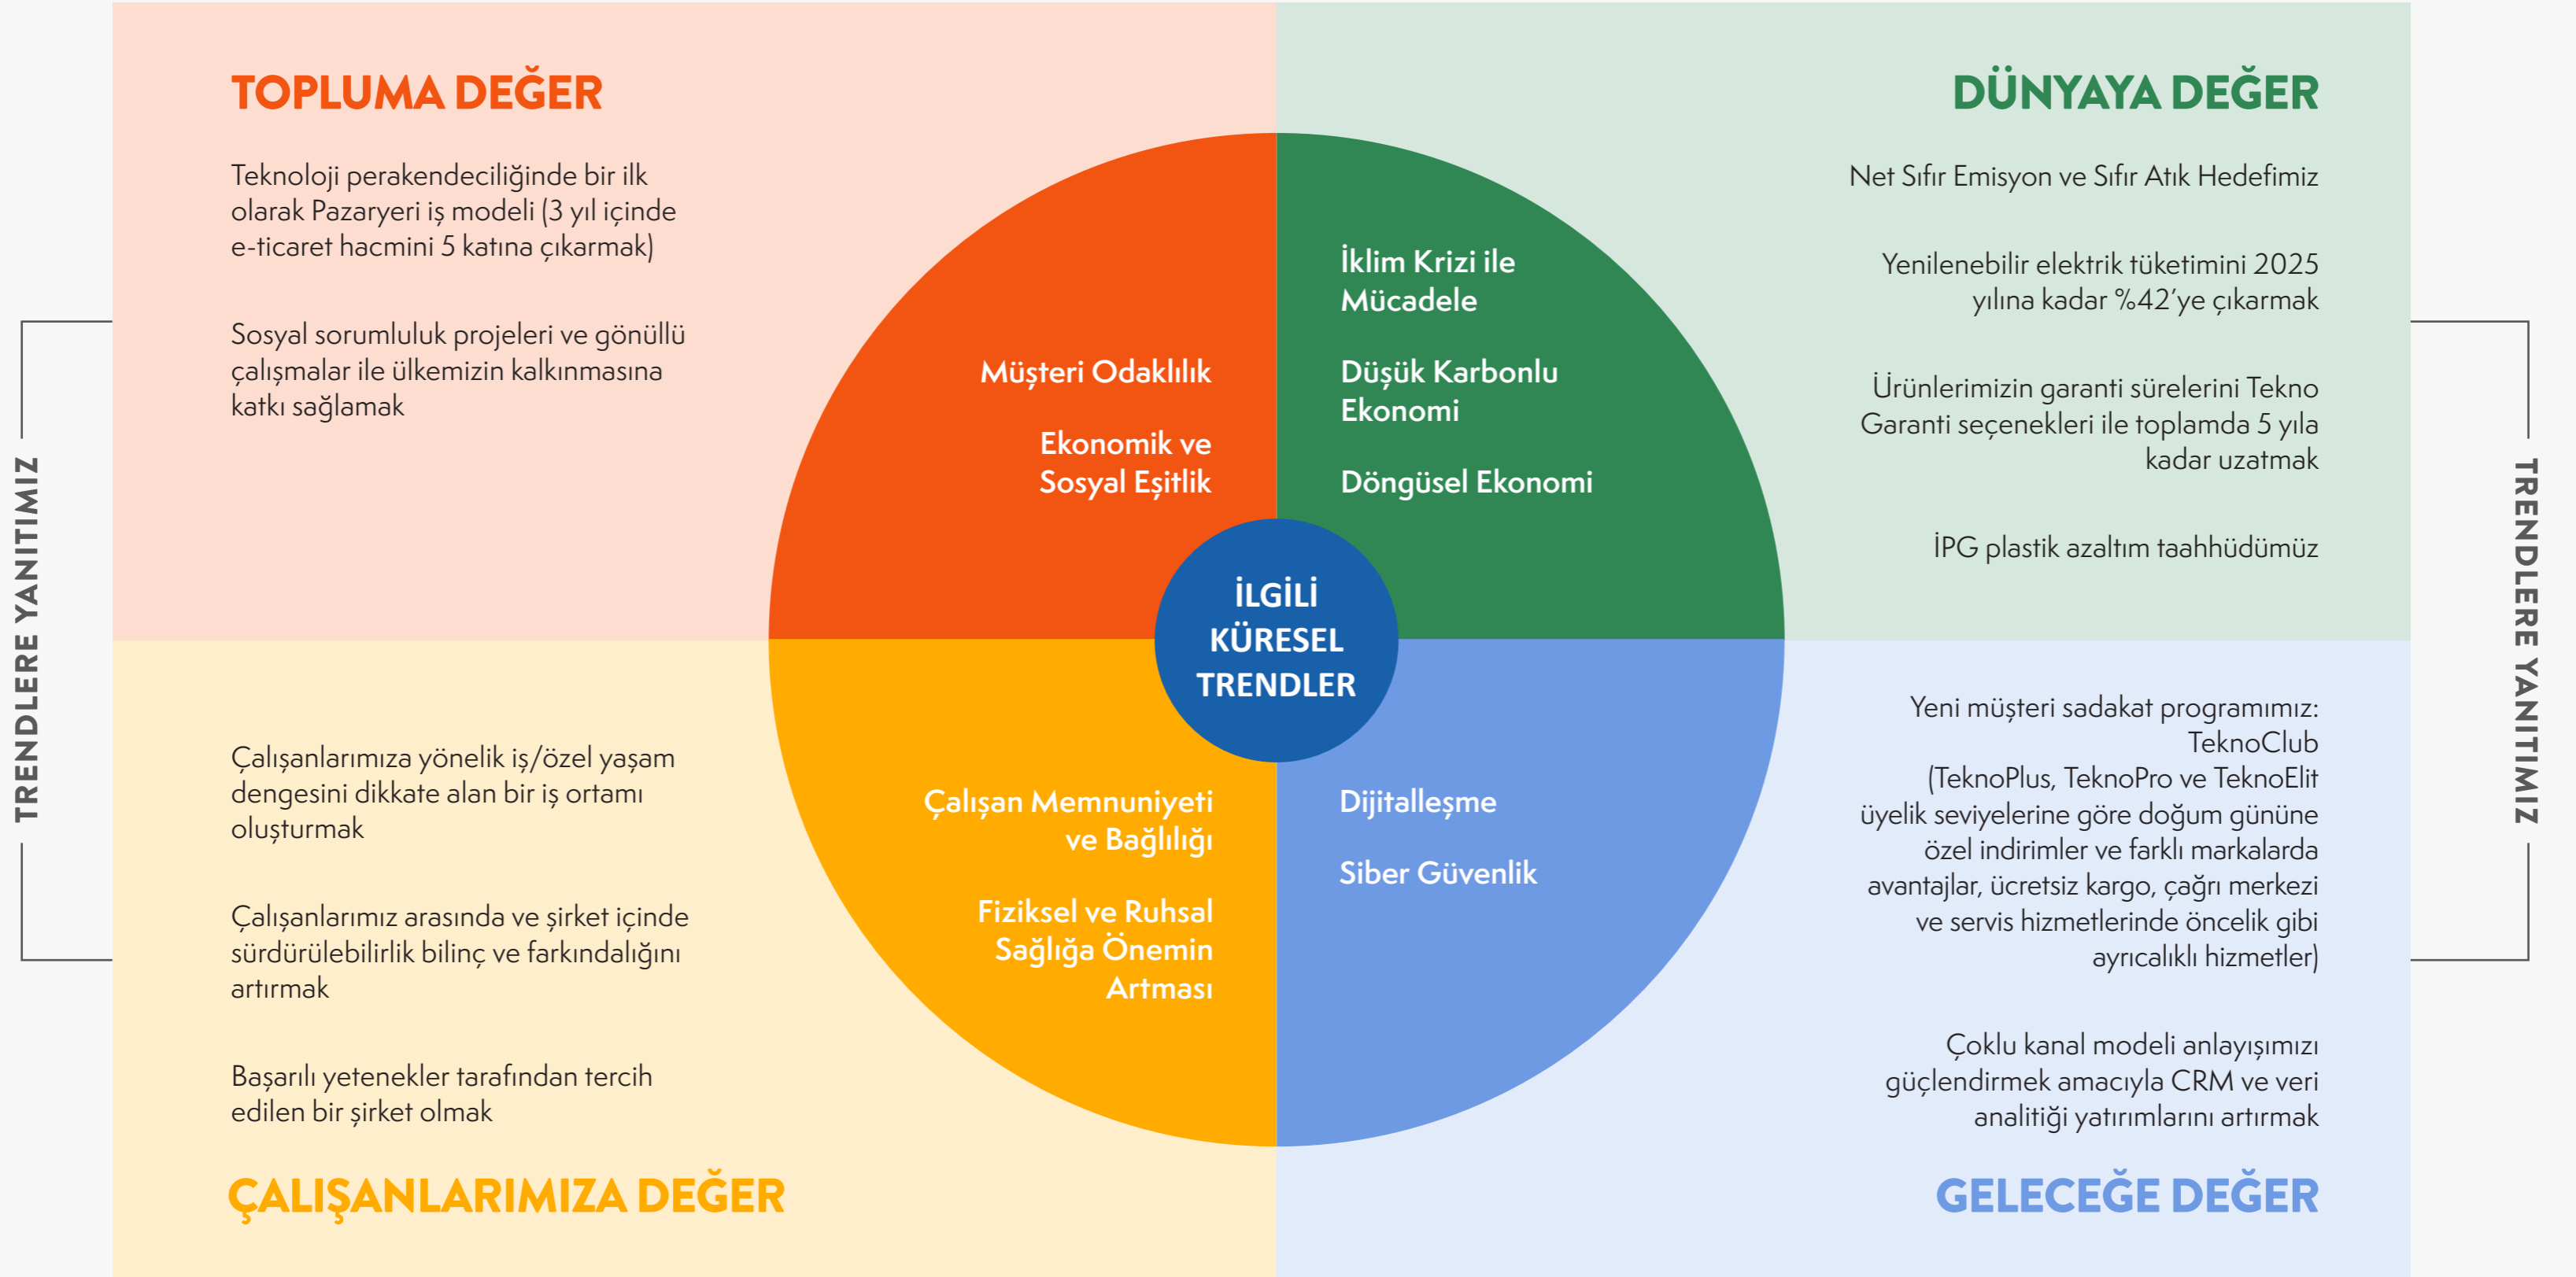 TOPLUMA DEĞER
Teknoloji perakendeciliğinde bir ilk
olarak Pazaryeri iş modeli (3 yıl içinde
e-ticaret hacmini 5 katına çıkarmak)
Sosyal sorumluluk projeleri ve gönüllü
çalışmalar ile ülkemizin kalkınmasına
katkı sağlamak
DÜNYAYA DEĞER
Net Sıfır Emisyon ve Sıfır Atık Hedefimiz
Yenilenebilir elektrik tüketimini 2025
yılına kadar %42'ye çıkarmak
Ürünlerimizin garanti sürelerini Tekno
Garanti seçenekleri ile toplamda 5 yıla
kadar uzatmak
İPG plastik azaltım taahhüdümüz
Müşteri Odaklılık
Ekonomik ve
Sosyal Eşitlik
İklim Krizi ile
Mücadele
Düşük Karbonlu
Ekonomi
Döngüsel Ekonomi
İLGİLİ
KÜRESEL
TRENDLER
Çalışan Memnuniyeti
ve Bağlılığı
Fiziksel ve Ruhsal
Sağlığa Önemin
Artması
Dijitalleşme
Siber Güvenlik
Çalışanlarımıza yönelik iş/özel yaşam
dengesini dikkate alan bir iş ortamı
oluşturmak
Çalışanlarımız arasında ve şirket içinde
sürdürülebilirlik bilinç ve farkındalığını
artırmak
Başarılı yetenekler tarafından tercih
edilen bir şirket olmak
ÇALIŞANLARIMIZA DEĞER
Yeni müşteri sadakat programımız:
TeknoClub
(TeknoPlus, TeknoPro ve TeknoElit
üyelik seviyelerine göre doğum gününe
özel indirimler ve farklı markalarda
avantajlar, ücretsiz kargo, çağrı merkezi
ve servis hizmetlerinde öncelik gibi
ayrıcalıklı hizmetler)
Çoklu kanal modeli anlayışımızı
güçlendirmek amacıyla CRM ve veri
analitiği yatırımlarını artırmak
GELECEĞE DEĞER
TRENDLERE YANITIMIZ
TRENDLERE YANITIMIZ